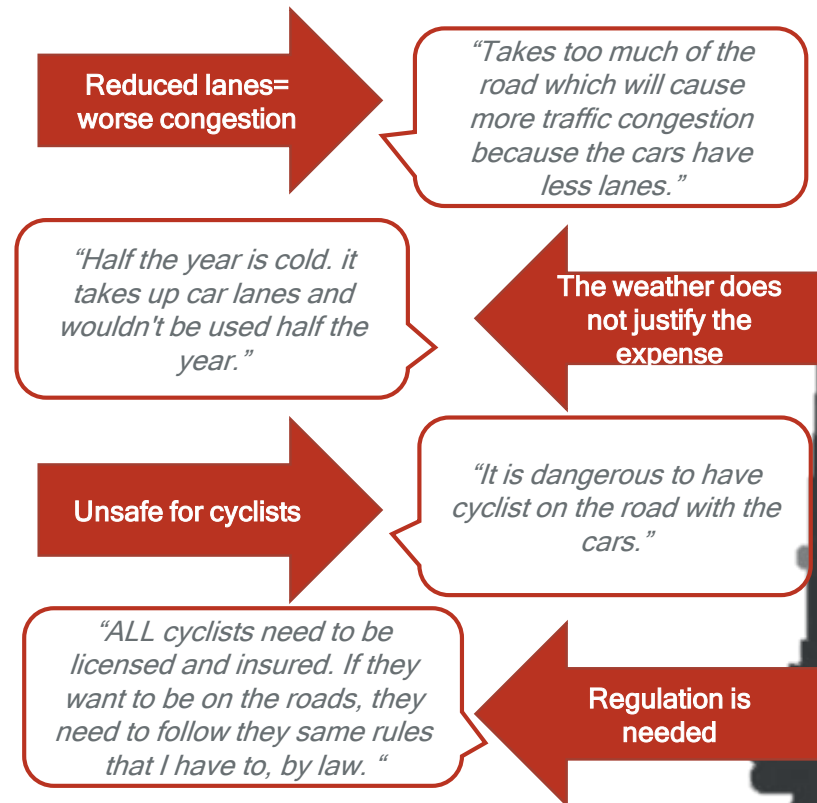 Reduced lanes=
worse congestion
“Takes too much of the
road which will cause
more traffic congestion
because the cars have
less lanes.”
“Half the year is cold. it
takes up car lanes and
wouldn't be used half the
year.”
The weather does
not justify the
expense
Unsafe for cyclists
“It is dangerous to have
cyclist on the road with the
cars.”
“ALL cyclists need to be
licensed and insured. If they
want to be on the roads, they
need to follow they same rules
that I have to, by law. “
Regulation is
needed